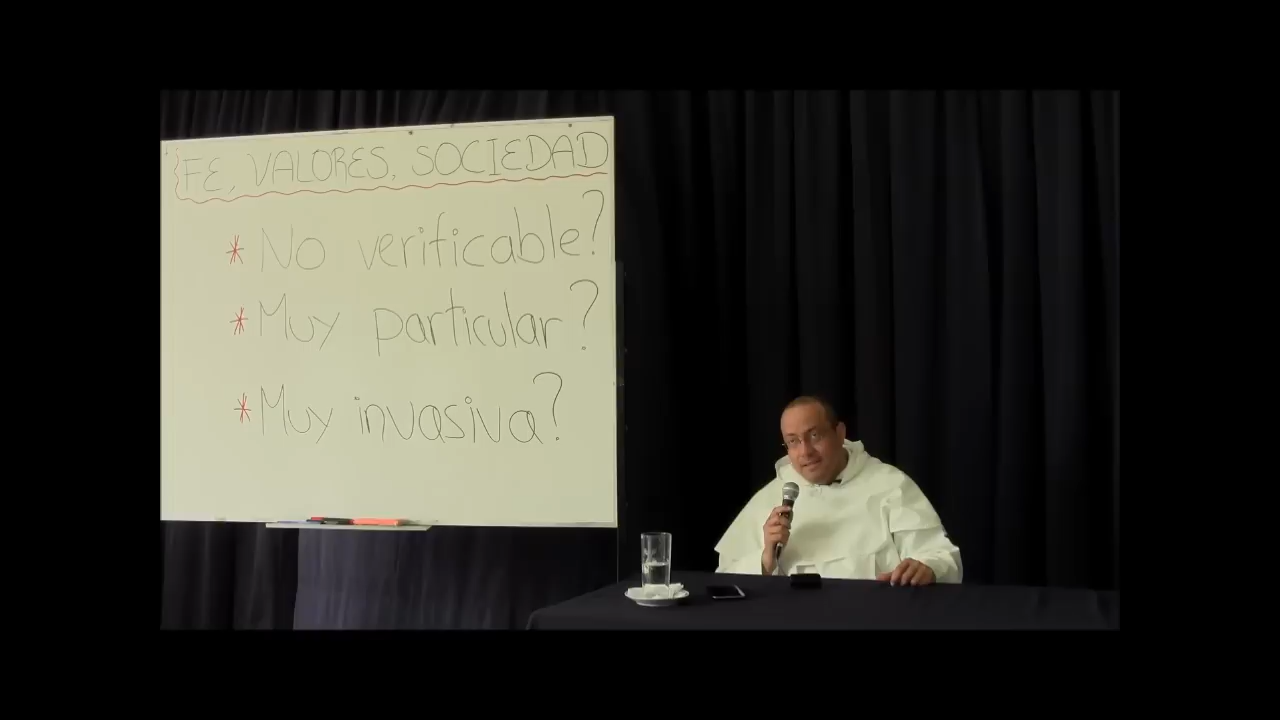 FE, VALORES, SOCIEDAD
* No verificable?
* Muy particular?
* Muy invasiva?